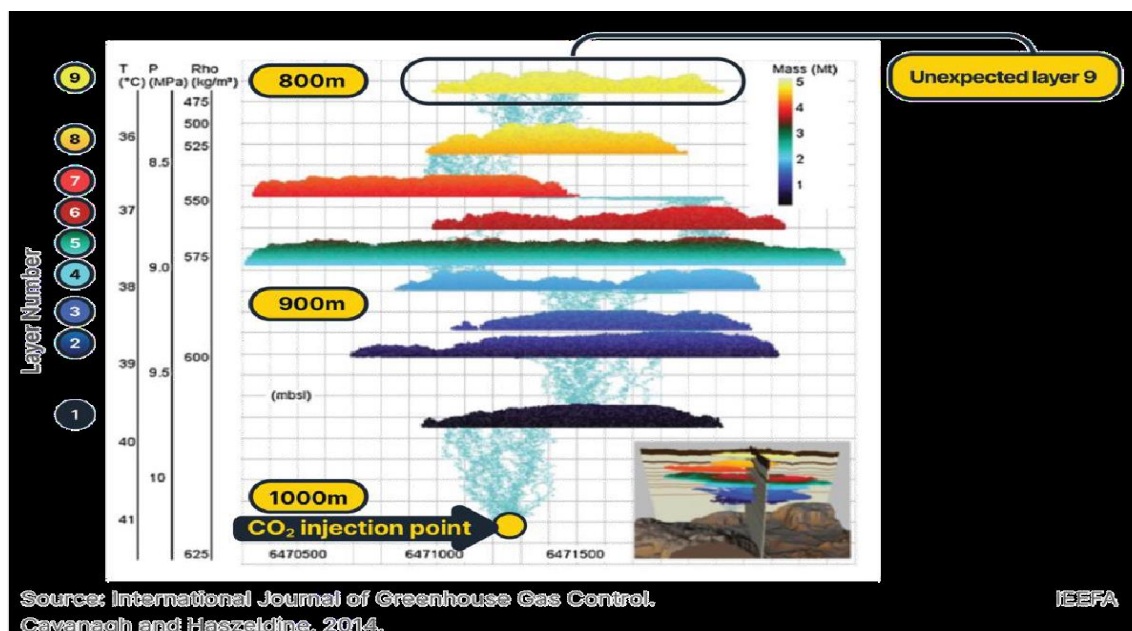 T P Rho
(°C) (MPa) (kg/m³)
Mass (Mt)
Unexpected layer 9
800m
9
5
475
500
4
8
36
525
3
8.5
2
7
1
550
6
37
5
575
9.0
4
38
900m
3
2
600
39
9.5
Layer Number
(mbsl)
1
40
10
1000m
41
CO₂ injection point
625
6470500 6471000 6471500
Source: International Journal of Greenhouse Gas Control.
IEEFA
Cavanagh and Haszeldine, 2014.